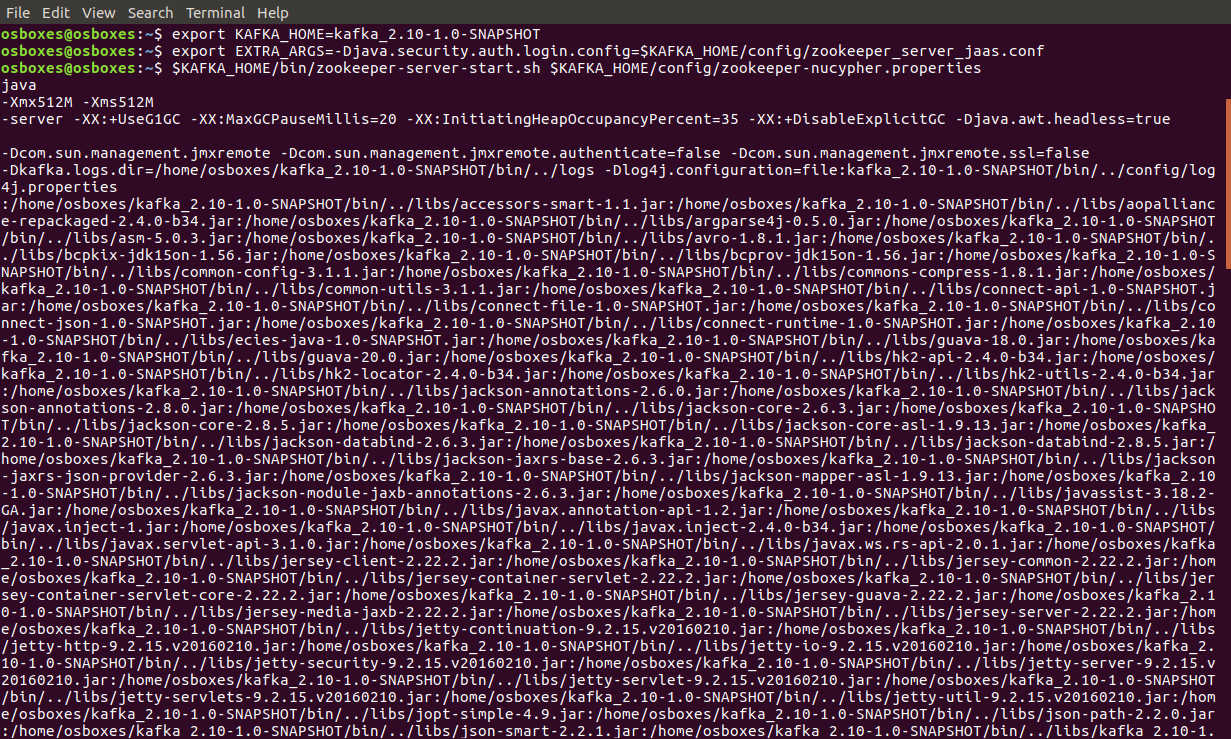 File Edit View Search Terminal Help
osboxes@osboxes:~$ export KAFKA_HOME=kafka_2.10-1.0-SNAPSHOT
osboxes@osboxes:~$ export EXTRA_ARGS=-Djava.security.auth.login.config=$KAFKA_HOME/config/zookeeper_server_jaas.conf
osboxes@osboxes:~$ $KAFKA_HOME/bin/zookeeper-server-start.sh $KAFKA_HOME/config/zookeeper-nucypher.properties
java
-Xmx512M -Xms512M
-server -XX:+UseG1GC -XX:MaxGCPauseMillis=20 -XX:InitiatingHeapOccupancyPercent=35 -XX:+DisableExplicitGC -Djava.awt.headless=true
-Dcom.sun.management.jmxremote -Dcom.sun.management.jmxremote.authenticate=false -Dcom.sun.management.jmxremote.ssl=false
-Dkafka.logs.dir=/home/osboxes/kafka_2.10-1.0-SNAPSHOT/bin/../logs -Dlog4j.configuration=file:kafka_2.10-1.0-SNAPSHOT/bin/../config/log
4j.properties
:/home/osboxes/kafka_2.10-1.0-SNAPSHOT/bin/../libs/accessors-smart-1.1.jar:/home/osboxes/kafka_2.10-1.0-SNAPSHOT/bin/../libs/aopallianc
e-repackaged-2.4.0-b34.jar:/home/osboxes/kafka_2.10-1.0-SNAPSHOT/bin/../libs/argparse4j-0.5.0.jar:/home/osboxes/kafka_2.10-1.0-SNAPSHOT
/bin/../libs/asm-5.0.3.jar:/home/osboxes/kafka_2.10-1.0-SNAPSHOT/bin/../libs/avro-1.8.1.jar:/home/osboxes/kafka_2.10-1.0-SNAPSHOT/bin/.
./libs/bcpkix-jdk15on-1.56.jar:/home/osboxes/kafka_2.10-1.0-SNAPSHOT/bin/../libs/bcprov-jdk15on-1.56.jar:/home/osboxes/kafka_2.10-1.0-S
NAPSHOT/bin/../libs/common-config-3.1.1.jar:/home/osboxes/kafka_2.10-1.0-SNAPSHOT/bin/../libs/commons-compress-1.8.1.jar:/home/osboxes/
kafka_2.10-1.0-SNAPSHOT/bin/../libs/common-utils-3.1.1.jar:/home/osboxes/kafka_2.10-1.0-SNAPSHOT/bin/../libs/connect-api-1.0-SNAPSHOT.j
ar:/home/osboxes/kafka_2.10-1.0-SNAPSHOT/bin/../libs/connect-file-1.0-SNAPSHOT.jar:/home/osboxes/kafka_2.10-1.0-SNAPSHOT/bin/../libs/co
nnect-json-1.0-SNAPSHOT.jar:/home/osboxes/kafka_2.10-1.0-SNAPSHOT/bin/../libs/connect-runtime-1.0-SNAPSHOT.jar:/home/osboxes/kafka_2.10
-1.0-SNAPSHOT/bin/../libs/ecies-java-1.0-SNAPSHOT.jar:/home/osboxes/kafka_2.10-1.0-SNAPSHOT/bin/../libs/guava-18.0.jar:/home/osboxes/ka
fka_2.10-1.0-SNAPSHOT/bin/../libs/guava-20.0.jar:/home/osboxes/kafka_2.10-1.0-SNAPSHOT/bin/../libs/hk2-api-2.4.0-b34.jar:/home/osboxes/
kafka_2.10-1.0-SNAPSHOT/bin/../libs/hk2-locator-2.4.0-b34.jar:/home/osboxes/kafka_2.10-1.0-SNAPSHOT/bin/../libs/hk2-utils-2.4.0-b34.jar
:/home/osboxes/kafka_2.10-1.0-SNAPSHOT/bin/../libs/jackson-annotations-2.6.0.jar:/home/osboxes/kafka_2.10-1.0-SNAPSHOT/bin/../libs/jack
son-annotations-2.8.0.jar:/home/osboxes/kafka_2.10-1.0-SNAPSHOT/bin/../libs/jackson-core-2.6.3.jar:/home/osboxes/kafka_2.10-1.0-SNAPSHO
T/bin/../libs/jackson-core-2.8.5.jar:/home/osboxes/kafka_2.10-1.0-SNAPSHOT/bin/../libs/jackson-core-asl-1.9.13.jar:/home/osboxes/kafka_
2.10-1.0-SNAPSHOT/bin/../libs/jackson-databind-2.6.3.jar:/home/osboxes/kafka_2.10-1.0-SNAPSHOT/bin/../libs/jackson-databind-2.8.5.jar:/
home/osboxes/kafka_2.10-1.0-SNAPSHOT/bin/../libs/jackson-jaxrs-base-2.6.3.jar:/home/osboxes/kafka_2.10-1.0-SNAPSHOT/bin/../libs/jackson
-jaxrs-json-provider-2.6.3.jar:/home/osboxes/kafka_2.10-1.0-SNAPSHOT/bin/../libs/jackson-mapper-asl-1.9.13.jar:/home/osboxes/kafka_2.10
-1.0-SNAPSHOT/bin/../libs/jackson-module-jaxb-annotations-2.6.3.jar:/home/osboxes/kafka_2.10-1.0-SNAPSHOT/bin/../libs/javassist-3.18.2-
GA.jar:/home/osboxes/kafka_2.10-1.0-SNAPSHOT/bin/../libs/javax.annotation-api-1.2.jar:/home/osboxes/kafka_2.10-1.0-SNAPSHOT/bin/../libs
/javax.inject-1.jar:/home/osboxes/kafka_2.10-1.0-SNAPSHOT/bin/../libs/javax.inject-2.4.0-b34.jar:/home/osboxes/kafka_2.10-1.0-SNAPSHOT/
bin/../libs/javax.servlet-api-3.1.0.jar:/home/osboxes/kafka_2.10-1.0-SNAPSHOT/bin/../libs/javax.ws.rs-api-2.0.1.jar:/home/osboxes/kafka
_2.10-1.0-SNAPSHOT/bin/../libs/jersey-client-2.22.2.jar:/home/osboxes/kafka_2.10-1.0-SNAPSHOT/bin/../libs/jersey-common-2.22.2.jar:/hom
e/osboxes/kafka_2.10-1.0-SNAPSHOT/bin/../libs/jersey-container-servlet-2.22.2.jar:/home/osboxes/kafka_2.10-1.0-SNAPSHOT/bin/../libs/jer
sey-container-servlet-core-2.22.2.jar:/home/osboxes/kafka_2.10-1.0-SNAPSHOT/bin/../libs/jersey-guava-2.22.2.jar:/home/osboxes/kafka_2.1
0-1.0-SNAPSHOT/bin/../libs/jersey-media-jaxb-2.22.2.jar:/home/osboxes/kafka_2.10-1.0-SNAPSHOT/bin/../libs/jersey-server-2.22.2.jar:/hom
e/osboxes/kafka_2.10-1.0-SNAPSHOT/bin/../libs/jetty-continuation-9.2.15.v20160210.jar:/home/osboxes/kafka_2.10-1.0-SNAPSHOT/bin/../libs
/jetty-http-9.2.15.v20160210.jar:/home/osboxes/kafka_2.10-1.0-SNAPSHOT/bin/../libs/jetty-io-9.2.15.v20160210.jar:/home/osboxes/kafka_2.
10-1.0-SNAPSHOT/bin/../libs/jetty-security-9.2.15.v20160210.jar:/home/osboxes/kafka_2.10-1.0-SNAPSHOT/bin/../libs/jetty-server-9.2.15.v
20160210.jar:/home/osboxes/kafka_2.10-1.0-SNAPSHOT/bin/../libs/jetty-servlet-9.2.15.v20160210.jar:/home/osboxes/kafka_2.10-1.0-SNAPSHOT
/bin/../libs/jetty-servlets-9.2.15.v20160210.jar:/home/osboxes/kafka_2.10-1.0-SNAPSHOT/bin/../libs/jetty-util-9.2.15.v20160210.jar:/hom
e/osboxes/kafka_2.10-1.0-SNAPSHOT/bin/../libs/jopt-simple-4.9.jar:/home/osboxes/kafka_2.10-1.0-SNAPSHOT/bin/../libs/json-path-2.2.0.jar
:/home/osboxes/kafka_2.10-1.0-SNAPSHOT/bin/../libs/json-smart-2.2.1.jar:/home/osboxes/kafka_2.10-1.0-SNAPSHOT/bin/../libs/kafka_2.10-1.